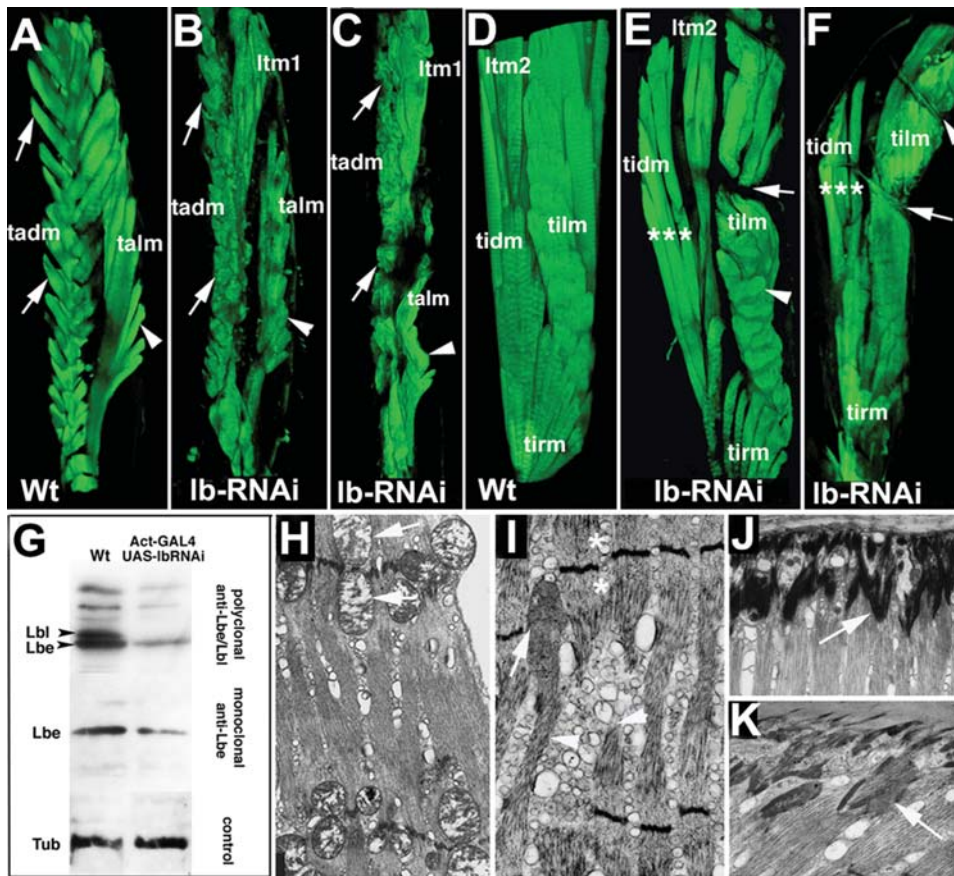 A
tadm
talm
Wt
B
ltm1
tadm
talm
lb-RNAi
C
ltm1
tadm
talm
lb-RNAi
D
ltm2
tidm
tilm
tirm
Wt
E
ltm2
tidm
***
tilm
tirm
lb-RNAi
F
tidm
***
tilm
tirm
lb-RNAi
G
Wt
Act-GAL4
UAS-lbRNAi
Lbl
Lbe
polyclonal
anti-Lbe/Lbl
Lbe
monoclonal
anti-Lbe
Tub
control
H
I
*
*
J
K